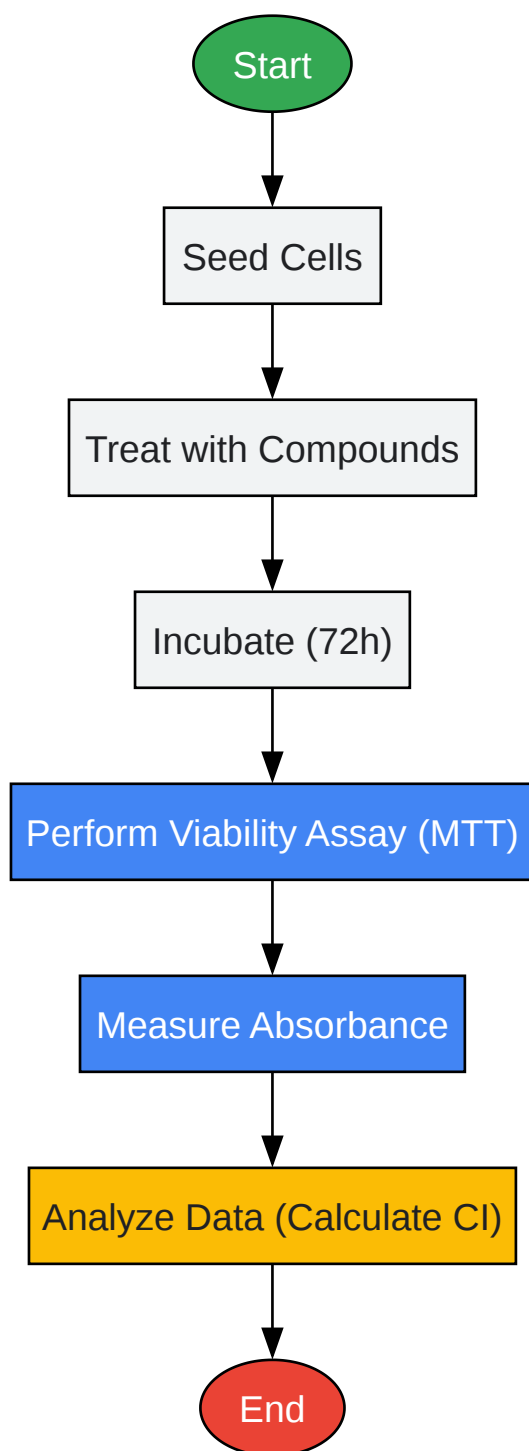 Start
Seed Cells
Treat with Compounds
Incubate (72h)
Perform Viability Assay (MTT)
Measure Absorbance
Analyze Data (Calculate CI)
End